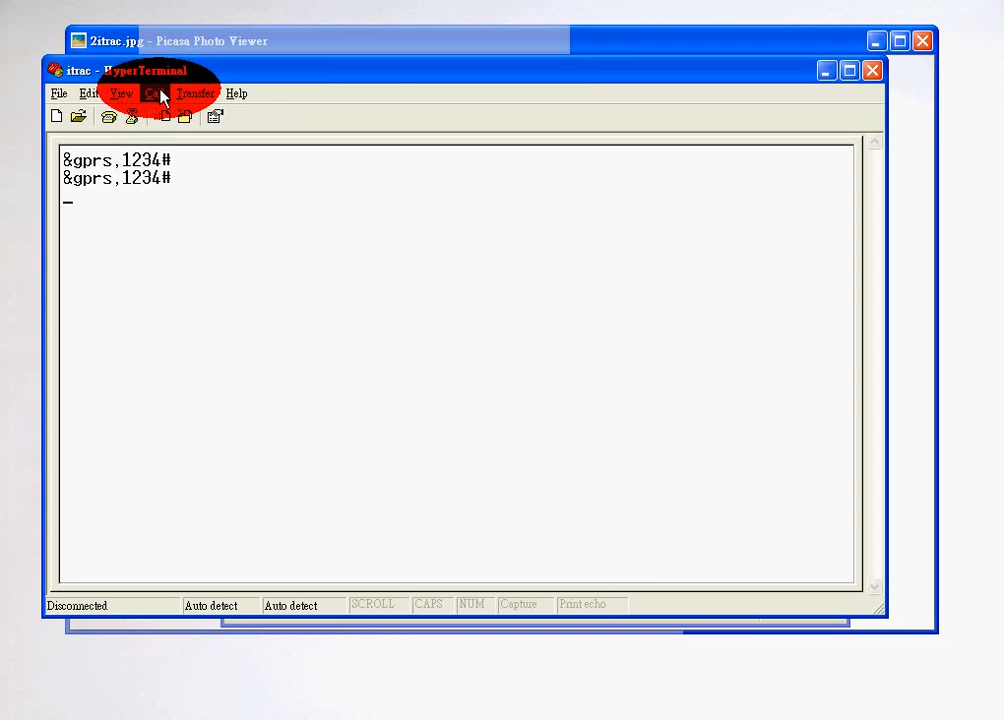 2itrac.jpg - Picasa Photo Viewer
itrac - HyperTerminal
File Edit View Call Transfer Help
&gprs,1234#
&gprs,1234#
_
Disconnected Auto detect Auto detect SCROLL CAPS NUM Capture Print echo